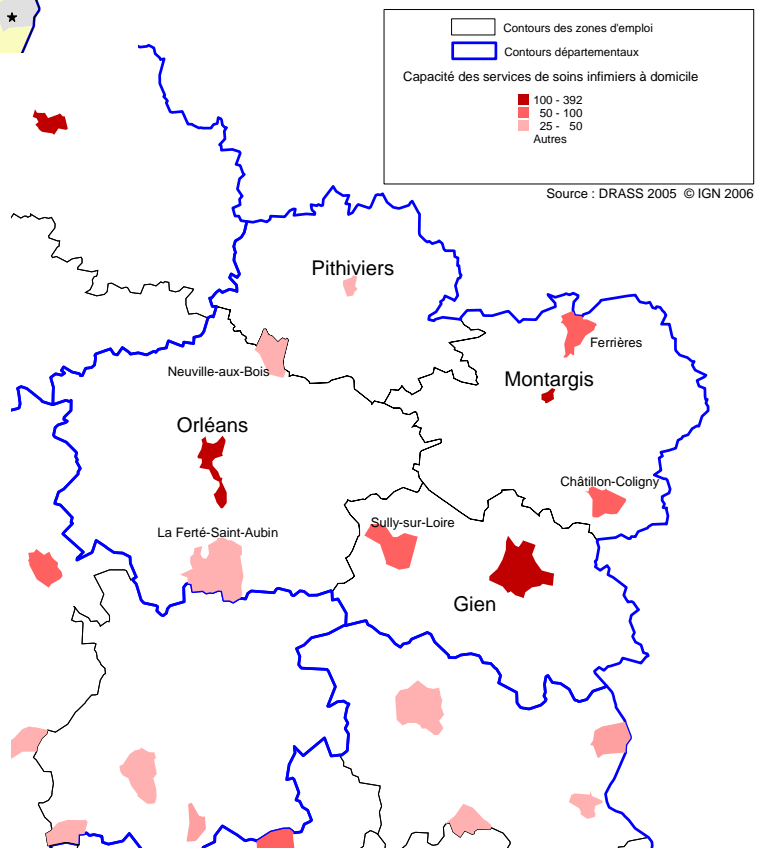 Contours des zones d'emploi
Contours départementaux
Capacité des services de soins infimiers à domicile
100 - 392
50 - 100
25 - 50
Autres
Source : DRASS 2005 © IGN 2006
Pithiviers
Ferrières
Neuville-aux-Bois
Montargis
Orléans
Châtillon-Coligny
Sully-sur-Loire
La Ferté-Saint-Aubin
Gien